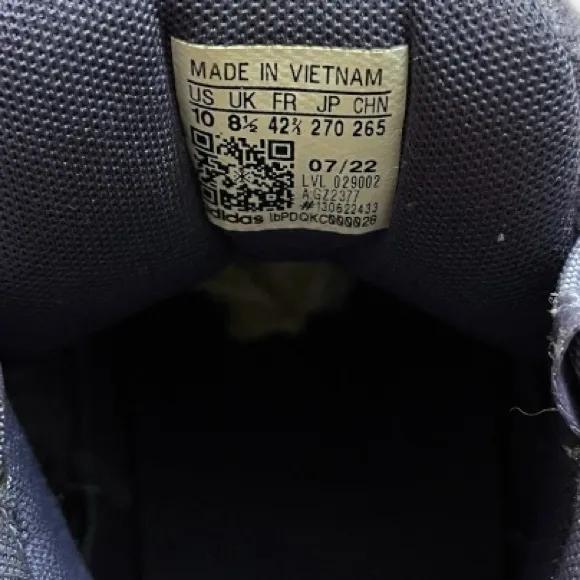 MADE IN VIETNAM
US UK FR JP CHN
10 8½ 42⅔ 270 265
07/22
LVL 029002
AGZ2377
#130622433
adidas IbPDQKC000026